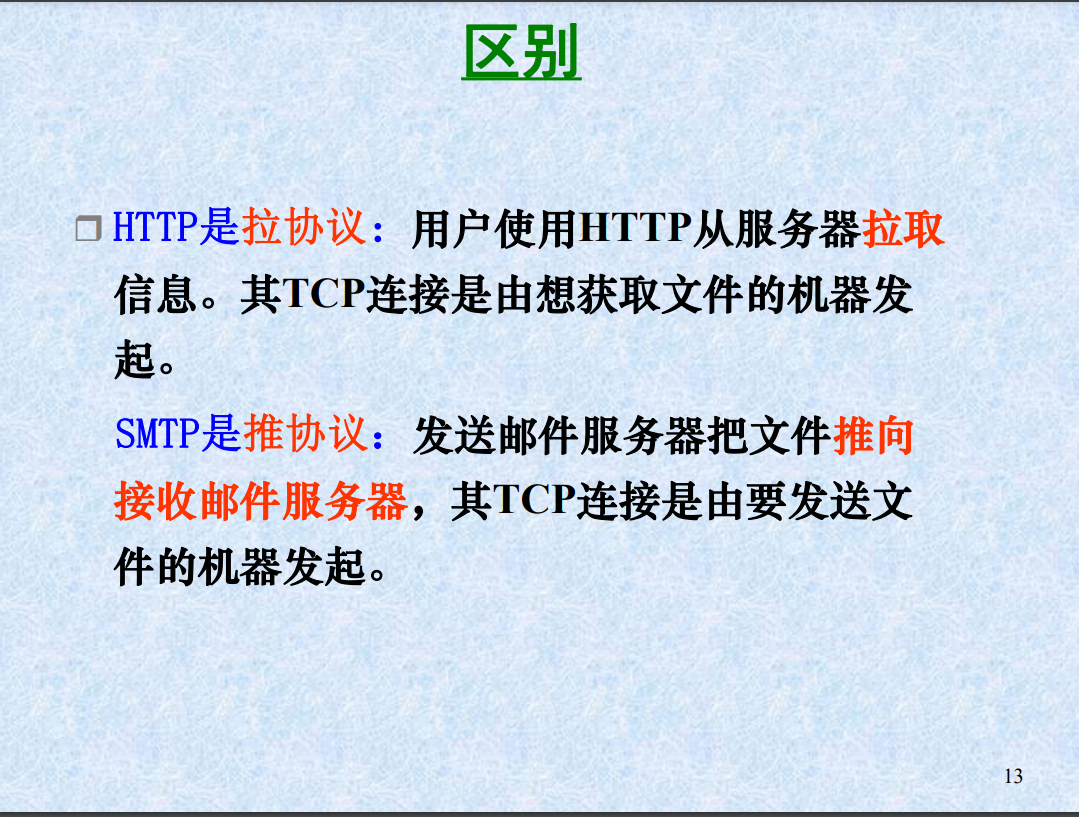 区别
HTTP是拉协议：用户使用HTTP从服务器拉取
信息。其TCP连接是由想获取文件的机器发
起。
SMTP是推协议：发送邮件服务器把文件推向
接收邮件服务器，其TCP连接是由要发送文
件的机器发起。
13